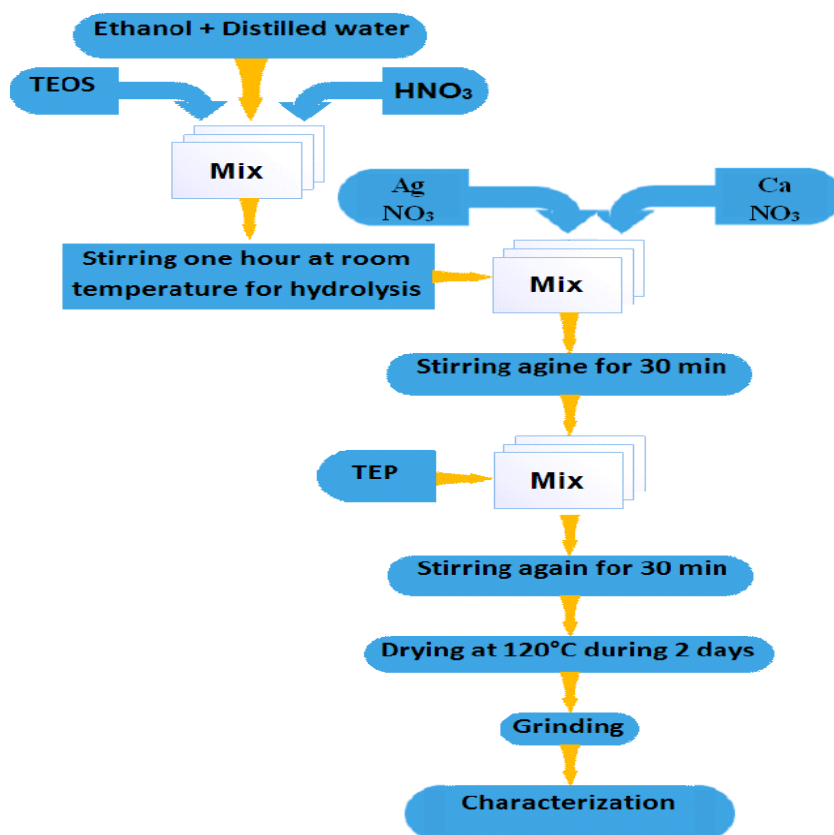 Ethanol + Distilled water
TEOS
HNO₃
Mix
Ag
NO₃
Ca
NO₃
Stirring one hour at room
temperature for hydrolysis
Mix
Stirring agine for 30 min
TEP
Mix
Stirring again for 30 min
Drying at 120°C during 2 days
Grinding
Characterization